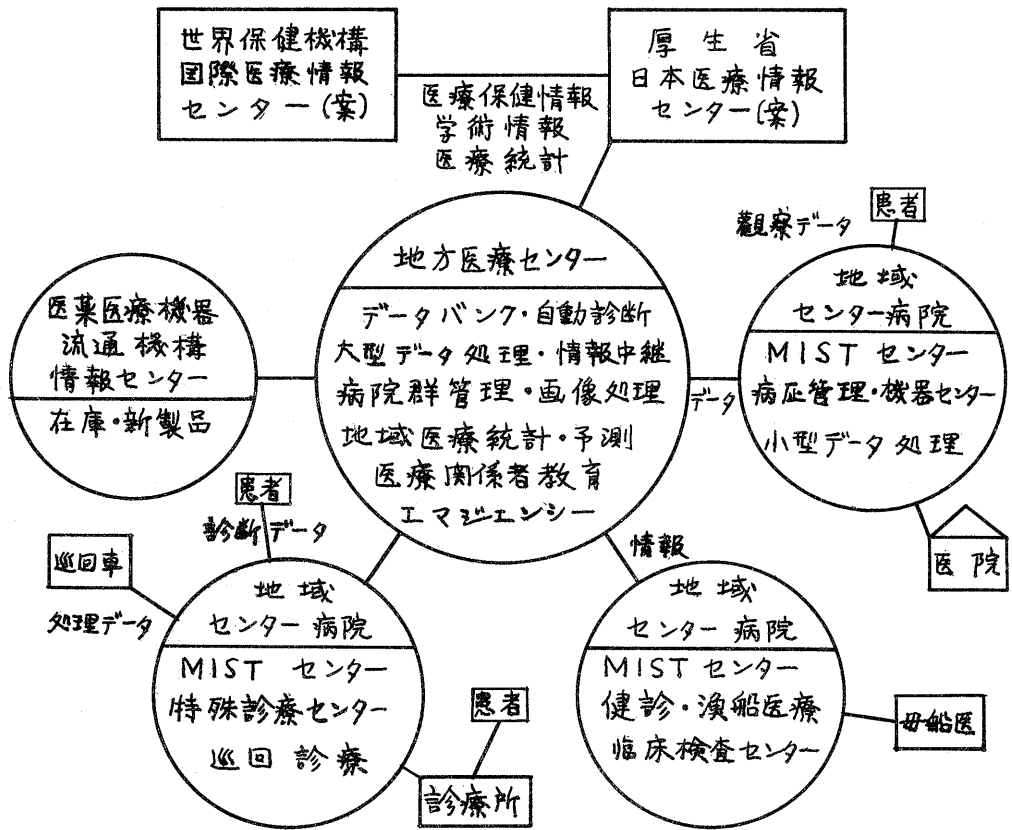 世界保健機構
国際医療情報
センター(案)
厚生省
日本医療情報
センター(案)
医療保健情報
学術情報
医療統計
地方医療センター
データバンク・自動診断
大型データ処理・情報中継
病院群管理・画像処理
地域医療統計・予測
医療関係者教育
エマジエンシー
医薬医療機器
流通機構
情報センター
在庫・新製品
患者
観察データ
地域
センター病院
MIST センター
病症管理・機器センター
小型データ処理
データ
医院
患者
診断データ
巡回車
処理データ
地域
センター病院
MIST センター
特殊診療センター
巡回診療
患者
診療所
情報
地域
センター病院
MIST センター
健診・漁船医療
臨床検査センター
母船医